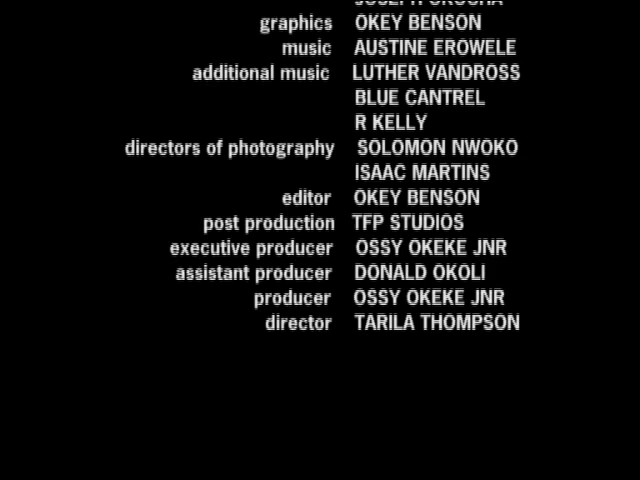 graphics OKEY BENSON
music AUSTINE EROWELE
additional music LUTHER VANDROSS
BLUE CANTREL
R KELLY
directors of photography SOLOMON NWOKO
ISAAC MARTINS
editor OKEY BENSON
post production TFP STUDIOS
executive producer OSSY OKEKE JNR
assistant producer DONALD OKOLI
producer OSSY OKEKE JNR
director TARILA THOMPSON